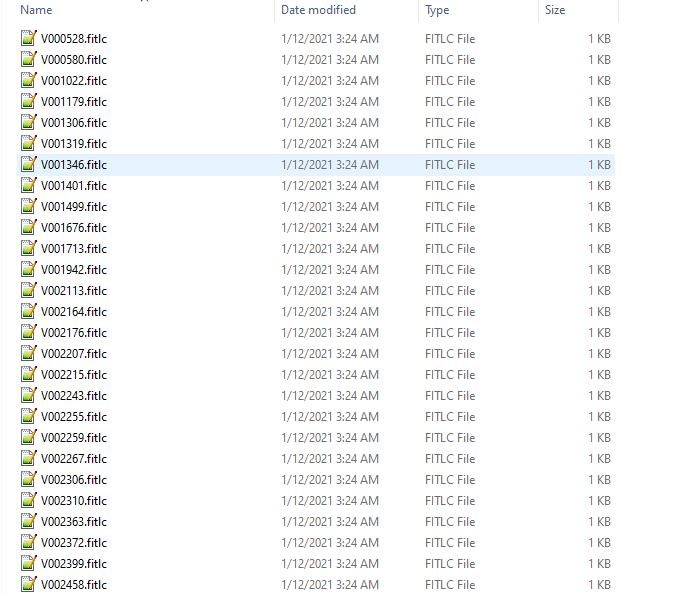 Name Date modified Type Size
V000528.fitlc 1/12/2021 3:24 AM FITLC File 1 KB
V000580.fitlc 1/12/2021 3:24 AM FITLC File 1 KB
V001022.fitlc 1/12/2021 3:24 AM FITLC File 1 KB
V001179.fitlc 1/12/2021 3:24 AM FITLC File 1 KB
V001306.fitlc 1/12/2021 3:24 AM FITLC File 1 KB
V001319.fitlc 1/12/2021 3:24 AM FITLC File 1 KB
V001346.fitlc 1/12/2021 3:24 AM FITLC File 1 KB
V001401.fitlc 1/12/2021 3:24 AM FITLC File 1 KB
V001499.fitlc 1/12/2021 3:24 AM FITLC File 1 KB
V001676.fitlc 1/12/2021 3:24 AM FITLC File 1 KB
V001713.fitlc 1/12/2021 3:24 AM FITLC File 1 KB
V001942.fitlc 1/12/2021 3:24 AM FITLC File 1 KB
V002113.fitlc 1/12/2021 3:24 AM FITLC File 1 KB
V002164.fitlc 1/12/2021 3:24 AM FITLC File 1 KB
V002176.fitlc 1/12/2021 3:24 AM FITLC File 1 KB
V002207.fitlc 1/12/2021 3:24 AM FITLC File 1 KB
V002215.fitlc 1/12/2021 3:24 AM FITLC File 1 KB
V002243.fitlc 1/12/2021 3:24 AM FITLC File 1 KB
V002255.fitlc 1/12/2021 3:24 AM FITLC File 1 KB
V002259.fitlc 1/12/2021 3:24 AM FITLC File 1 KB
V002267.fitlc 1/12/2021 3:24 AM FITLC File 1 KB
V002306.fitlc 1/12/2021 3:24 AM FITLC File 1 KB
V002310.fitlc 1/12/2021 3:24 AM FITLC File 1 KB
V002363.fitlc 1/12/2021 3:24 AM FITLC File 1 KB
V002372.fitlc 1/12/2021 3:24 AM FITLC File 1 KB
V002399.fitlc 1/12/2021 3:24 AM FITLC File 1 KB
V002458.fitlc 1/12/2021 3:24 AM FITLC File 1 KB